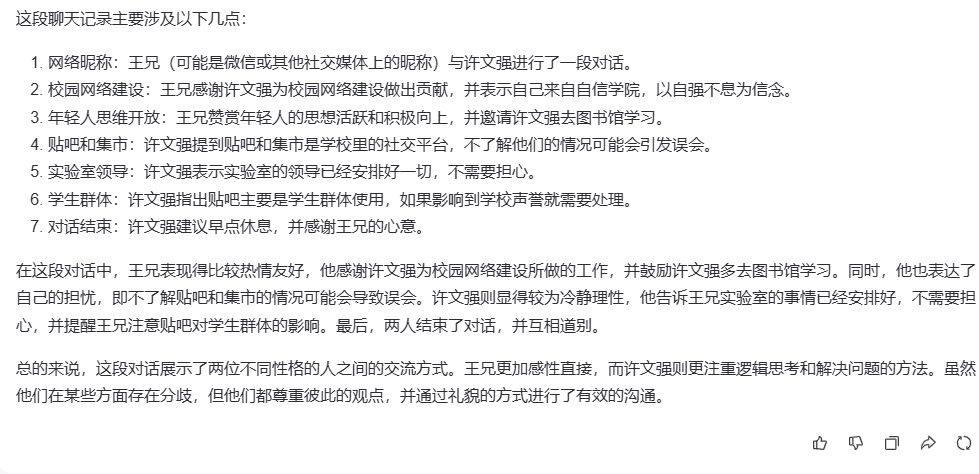 这段聊天记录主要涉及以下几点：
1. 网络昵称：王兄（可能是微信或其他社交媒体上的昵称）与许文强进行了一段对话。
2. 校园网络建设：王兄感谢许文强为校园网络建设做出贡献，并表示自己来自自信学院，以自强不息为信念。
3. 年轻人思维开放：王兄赞赏年轻人的思想活跃和积极向上，并邀请许文强去图书馆学习。
4. 贴吧和集市：许文强提到贴吧和集市是学校里的社交平台，不了解他们的情况可能会引发误会。
5. 实验室领导：许文强表示实验室的领导已经安排好一切，不需要担心。
6. 学生群体：许文强指出贴吧主要是学生群体使用，如果影响到学校声誉就需要处理。
7. 对话结束：许文强建议早点休息，并感谢王兄的心意。
在这段对话中，王兄表现得比较热情友好，他感谢许文强为校园网络建设所做的工作，并鼓励许文强多去图书馆学习。同时，他也表达了
自己的担忧，即不了解贴吧和集市的情况可能会导致误会。许文强则显得较为冷静理性，他告诉王兄实验室的事情已经安排好，不需要担
心，并提醒王兄注意贴吧对学生群体的影响。最后，两人结束了对话，并互相道别。
总的来说，这段对话展示了两位不同性格的人之间的交流方式。王兄更加感性直接，而许文强则更注重逻辑思考和解决问题的方法。虽然
他们在某些方面存在分歧，但他们都尊重彼此的观点，并通过礼貌的方式进行了有效的沟通。